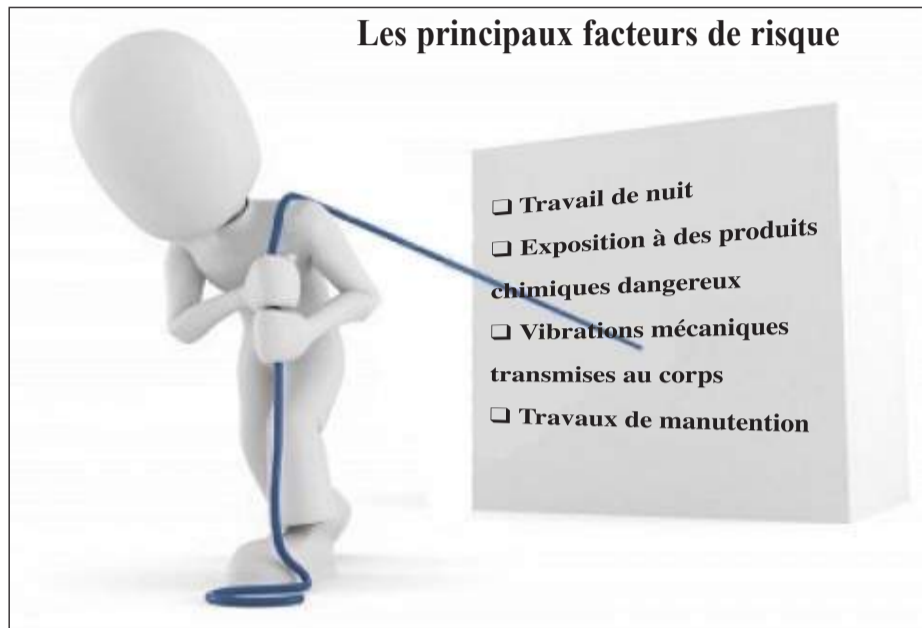 Les principaux facteurs de risque
❑ Travail de nuit
❑ Exposition à des produits
chimiques dangereux
❑ Vibrations mécaniques
transmises au corps
❑ Travaux de manutention